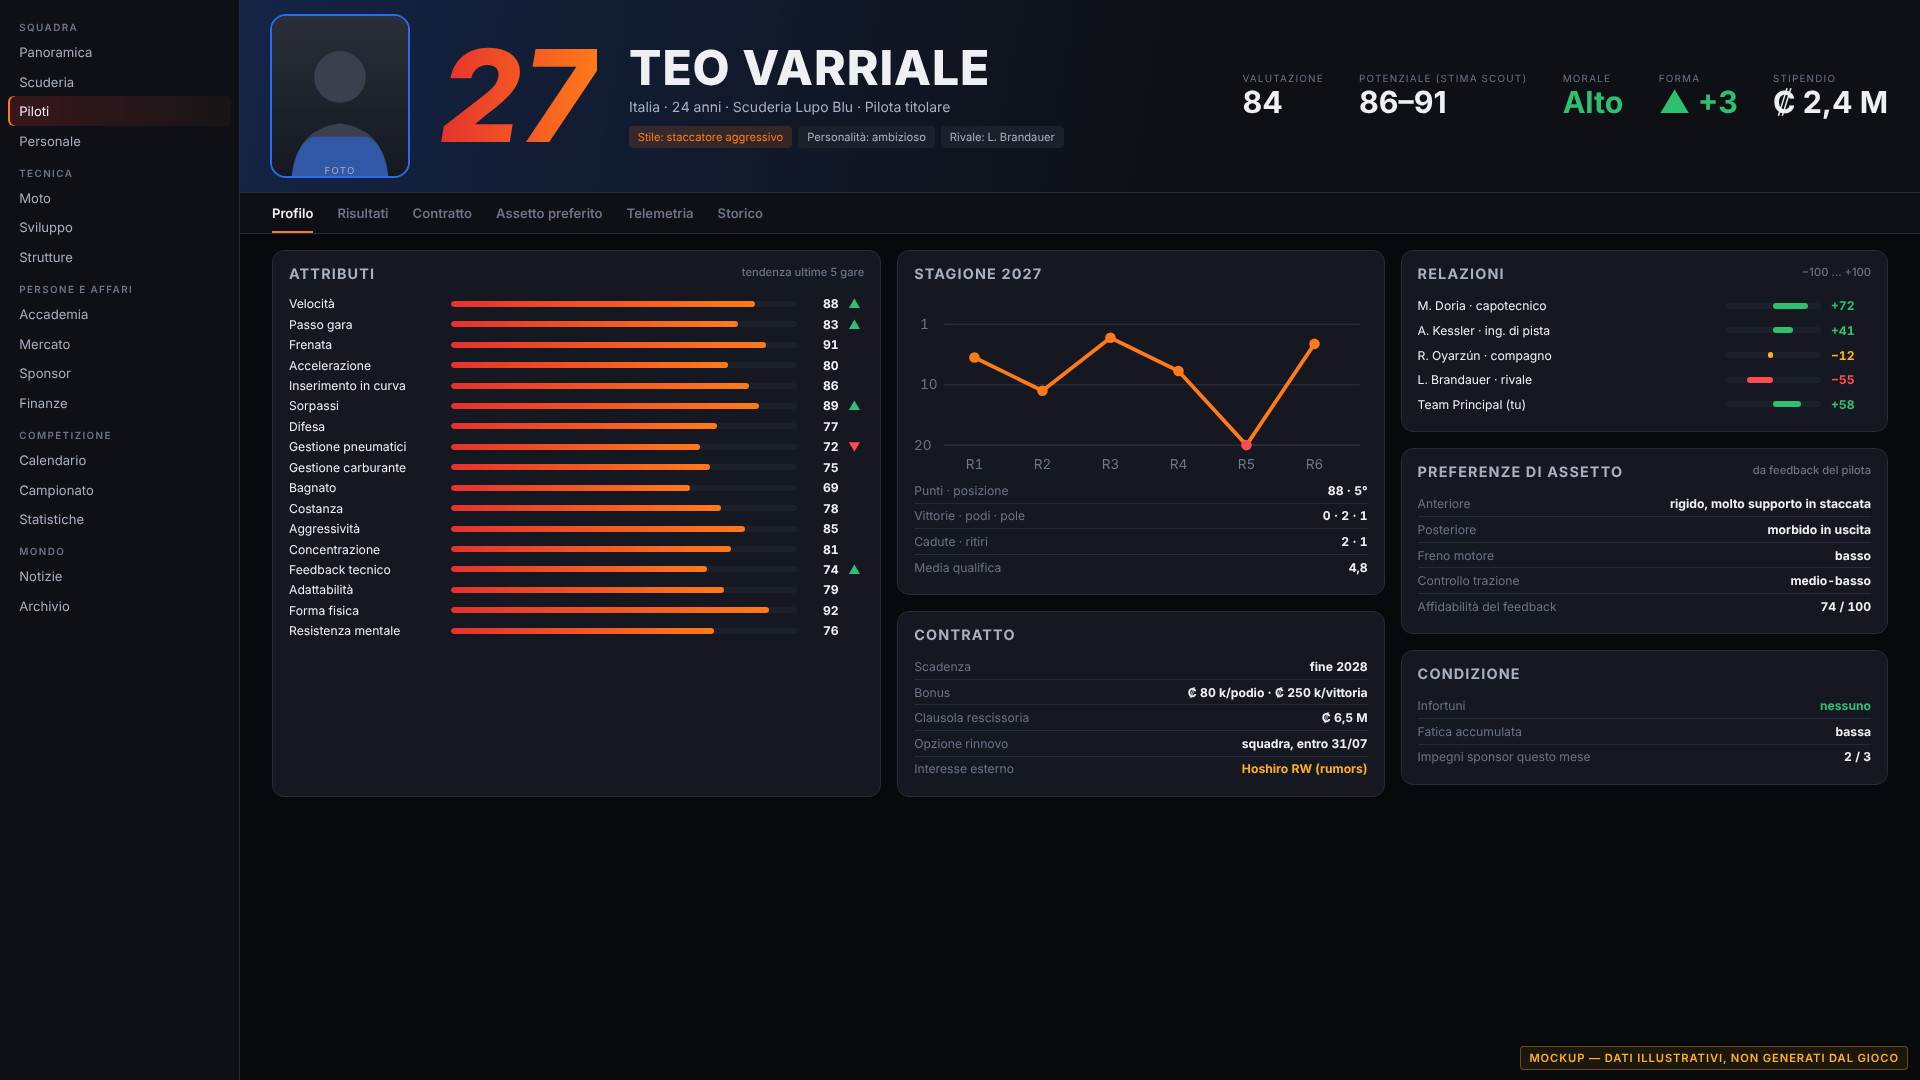 SQUADRA
Panoramica
Scuderia
Piloti
Personale
TECNICA
Moto
Sviluppo
Strutture
PERSONE E AFFARI
Accademia
Mercato
Sponsor
Finanze
COMPETIZIONE
Calendario
Campionato
Statistiche
MONDO
Notizie
Archivio
FOTO
27
TEO VARRIALE
Italia · 24 anni · Scuderia Lupo Blu · Pilota titolare
Stile: staccatore aggressivo Personalità: ambizioso Rivale: L. Brandauer
VALUTAZIONE
84
POTENZIALE (STIMA SCOUT)
86–91
MORALE
Alto
FORMA
▲ +3
STIPENDIO
₡ 2,4 M
Profilo Risultati Contratto Assetto preferito Telemetria Storico
ATTRIBUTI tendenza ultime 5 gare
Velocità 88 ▲
Passo gara 83 ▲
Frenata 91
Accelerazione 80
Inserimento in curva 86
Sorpassi 89 ▲
Difesa 77
Gestione pneumatici 72 ▼
Gestione carburante 75
Bagnato 69
Costanza 78
Aggressività 85
Concentrazione 81
Feedback tecnico 74 ▲
Adattabilità 79
Forma fisica 92
Resistenza mentale 76
STAGIONE 2027
1
10
20
R1 R2 R3 R4 R5 R6
Punti · posizione 88 · 5°
Vittorie · podi · pole 0 · 2 · 1
Cadute · ritiri 2 · 1
Media qualifica 4,8
CONTRATTO
Scadenza fine 2028
Bonus ₡ 80 k/podio · ₡ 250 k/vittoria
Clausola rescissoria ₡ 6,5 M
Opzione rinnovo squadra, entro 31/07
Interesse esterno Hoshiro RW (rumors)
RELAZIONI −100 … +100
M. Doria · capotecnico +72
A. Kessler · ing. di pista +41
R. Oyarzún · compagno −12
L. Brandauer · rivale −55
Team Principal (tu) +58
PREFERENZE DI ASSETTO da feedback del pilota
Anteriore rigido, molto supporto in staccata
Posteriore morbido in uscita
Freno motore basso
Controllo trazione medio-basso
Affidabilità del feedback 74 / 100
CONDIZIONE
Infortuni nessuno
Fatica accumulata bassa
Impegni sponsor questo mese 2 / 3
MOCKUP — DATI ILLUSTRATIVI, NON GENERATI DAL GIOCO